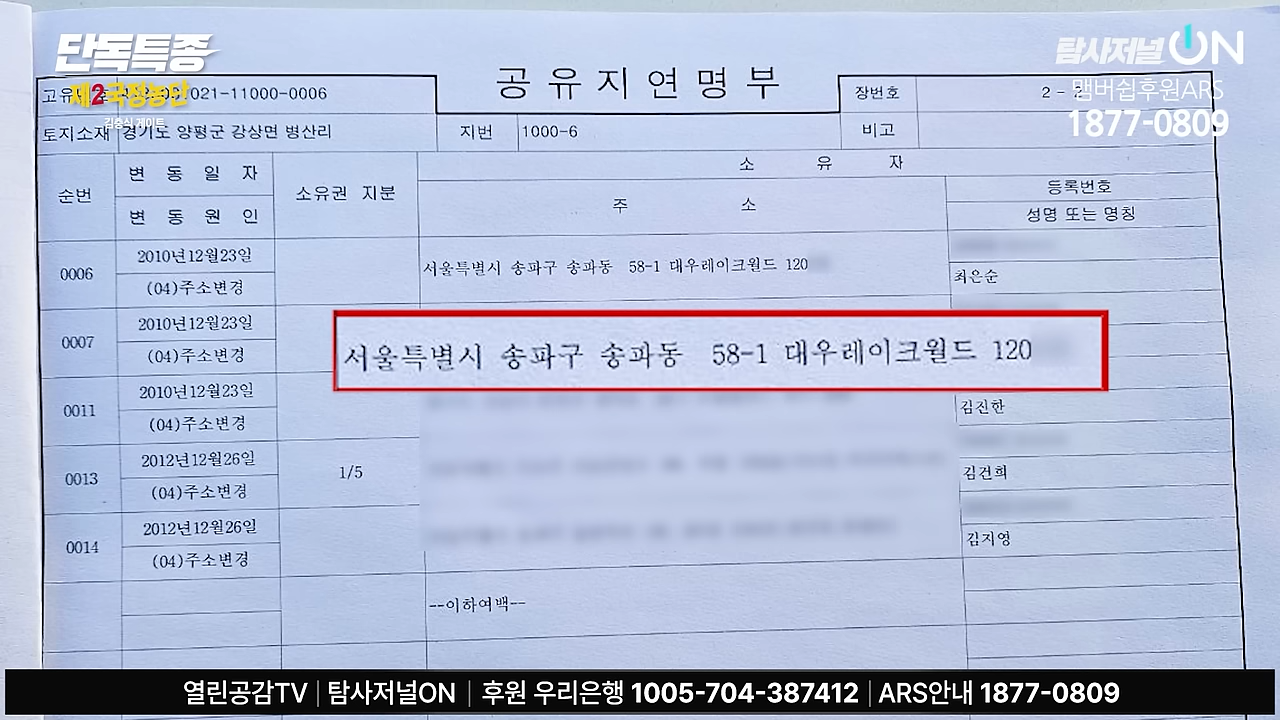 단독특종
제2국정농단
김충식 게이트
탐사저널ON
맴버쉽후원ARS
1877-0809
공유지연명부
021-11000-0006
장번호
2 -
토지소재 경기도 양평군 강상면 병산리
지번 1000-6
비고
순번
변동일자
변동원인
소유권 지분
소유자
주소
등록번호
성명 또는 명칭
0006
2010년12월23일
(04)주소변경
서울특별시 송파구 송파동 58-1 대우레이크월드 120
최은순
0007
2010년12월23일
(04)주소변경
서울특별시 송파구 송파동 58-1 대우레이크월드 120
0011
2010년12월23일
(04)주소변경
김진한
0013
2012년12월26일
(04)주소변경
1/5
김건희
0014
2012년12월26일
(04)주소변경
김지영
--이하여백--
열린공감TV | 탐사저널ON | 후원 우리은행 1005-704-387412 | ARS안내 1877-0809